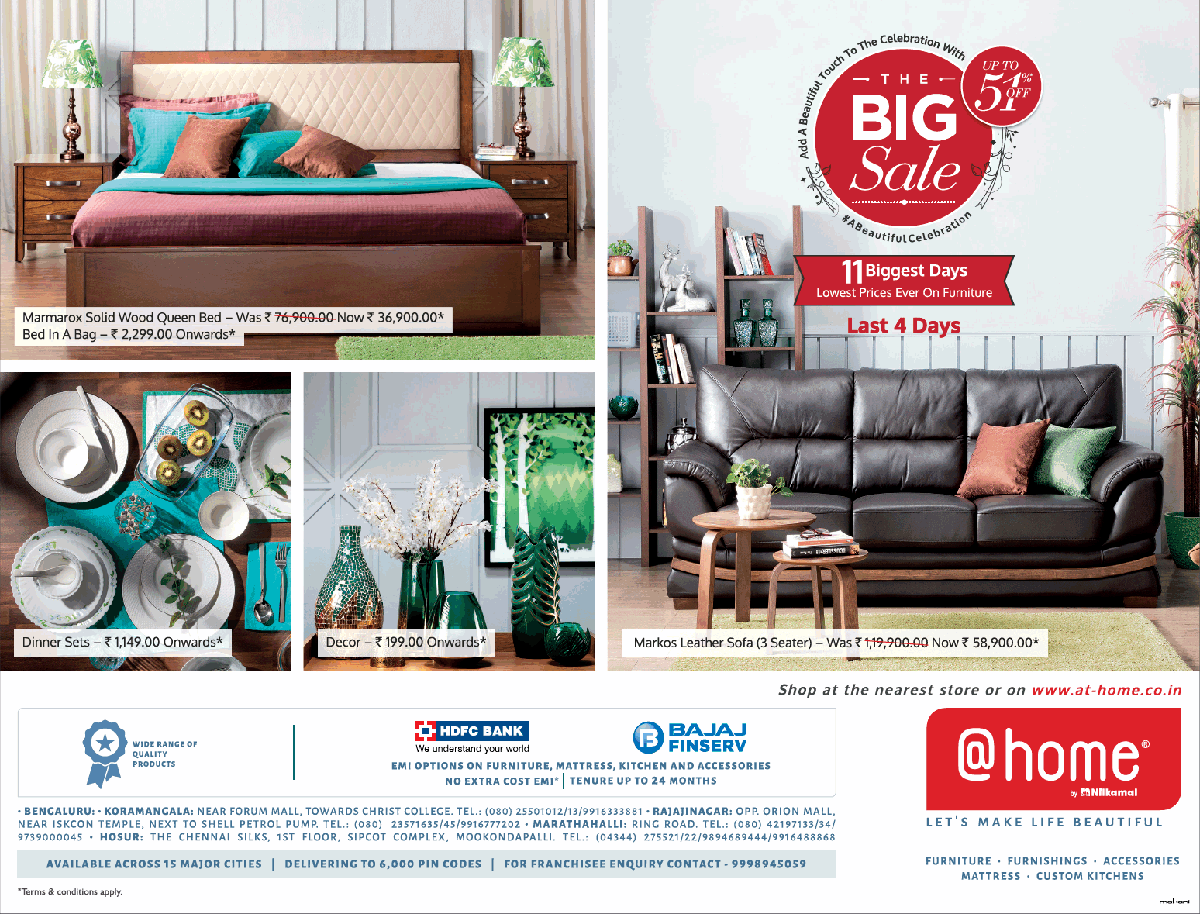 Add A Beautiful Touch To The Celebration With
THE
BIG
Sale
UP TO
51%*
OFF
#ABeautifulCelebration
11 Biggest Days
Lowest Prices Ever On Furniture
Last 4 Days
Marmarox Solid Wood Queen Bed – Was ₹ 76,900.00 Now ₹ 36,900.00*
Bed In A Bag – ₹ 2,299.00 Onwards*
Dinner Sets – ₹ 1,149.00 Onwards*
Decor – ₹ 199.00 Onwards*
Markos Leather Sofa (3 Seater) – Was ₹ 1,19,900.00 Now ₹ 58,900.00*
Shop at the nearest store or on www.at-home.co.in
WIDE RANGE OF
QUALITY
PRODUCTS
HDFC BANK
We understand your world
B BAJAJ
FINSERV
EMI OPTIONS ON FURNITURE, MATTRESS, KITCHEN AND ACCESSORIES
NO EXTRA COST EMI* | TENURE UP TO 24 MONTHS
@home®
by Nilkamal
LET'S MAKE LIFE BEAUTIFUL
• BENGALURU: • KORAMANGALA: NEAR FORUM MALL, TOWARDS CHRIST COLLEGE. TEL.: (080) 25501012/13/9916333881 • RAJAJINAGAR: OPP. ORION MALL,
NEAR ISKCON TEMPLE, NEXT TO SHELL PETROL PUMP. TEL.: (080) 23571635/45/9916777202 • MARATHAHALLI: RING ROAD. TEL.: (080) 42197133/34/
9739000045 • HOSUR: THE CHENNAI SILKS, 1ST FLOOR, SIPCOT COMPLEX, MOOKONDAPALLI. TEL.: (04344) 275521/22/9894689444/9916488868
AVAILABLE ACROSS 15 MAJOR CITIES | DELIVERING TO 6,000 PIN CODES | FOR FRANCHISEE ENQUIRY CONTACT - 9998945059
FURNITURE • FURNISHINGS • ACCESSORIES
MATTRESS • CUSTOM KITCHENS
*Terms & conditions apply.